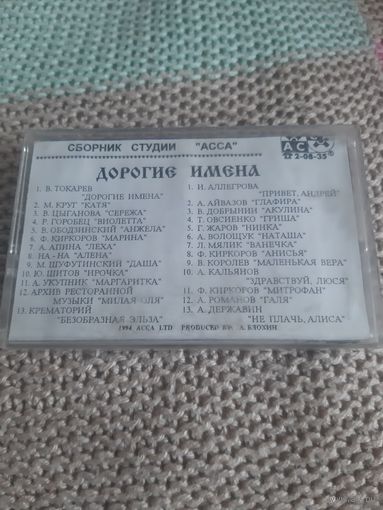 АС
СБОРНИК СТУДИИ "АССА"
☎ 2-06-35
ДОРОГИЕ ИМЕНА
1. В. ТОКАРЕВ
"ДОРОГИЕ ИМЕНА"
2. М. КРУГ "КАТЯ"
3. В. ЦЫГАНОВА "СЕРЕЖА"
4. Р. ГОРОБЕЦ "ВИОЛЕТТА"
5. В. ОБОДЗИНСКИЙ "АНЖЕЛА"
6. Ф. КИРКОРОВ "МАРИНА"
7. А. АПИНА "ЛЕХА"
8. НА - НА "АЛЕНА"
9. М. ШУФУТИНСКИЙ "ДАША"
10. Ю. ШИТОВ "ИРОЧКА"
11. А. УКУПНИК "МАРГАРИТКА"
12. АРХИВ РЕСТОРАННОЙ
МУЗЫКИ "МИЛАЯ ОЛЯ"
13. КРЕМАТОРИЙ
"БЕЗОБРАЗНАЯ ЭЛЬЗА"
1. И. АЛЛЕГРОВА
"ПРИВЕТ, АНДРЕЙ"
2. А. АЙВАЗОВ "ГЛАФИРА"
3. В. ДОБРЫНИН "АКУЛИНА"
4. Т. ОВСИЕНКО "ГРИША"
5. Г. ЖАРОВ "НИНКА"
6. А. ВОЛОЩУК "НАТАША"
7. Л. МЯЛИК "ВАНЕЧКА"
8. Ф. КИРКОРОВ "АНИСЬЯ"
9. В. КОРОЛЕВ "МАЛЕНЬКАЯ ВЕРА"
10. А. КАЛЬЯНОВ
"ЗДРАВСТВУЙ, ЛЮСЯ"
11. Ф. КИРКОРОВ "МИТРОФАН"
12. А. РОМАНОВ "ГАЛЯ"
13. А. ДЕРЖАВИН
"НЕ ПЛАЧЬ, АЛИСА"
1994 ACCA LTD PRODUCED BY А. БЛОХИН